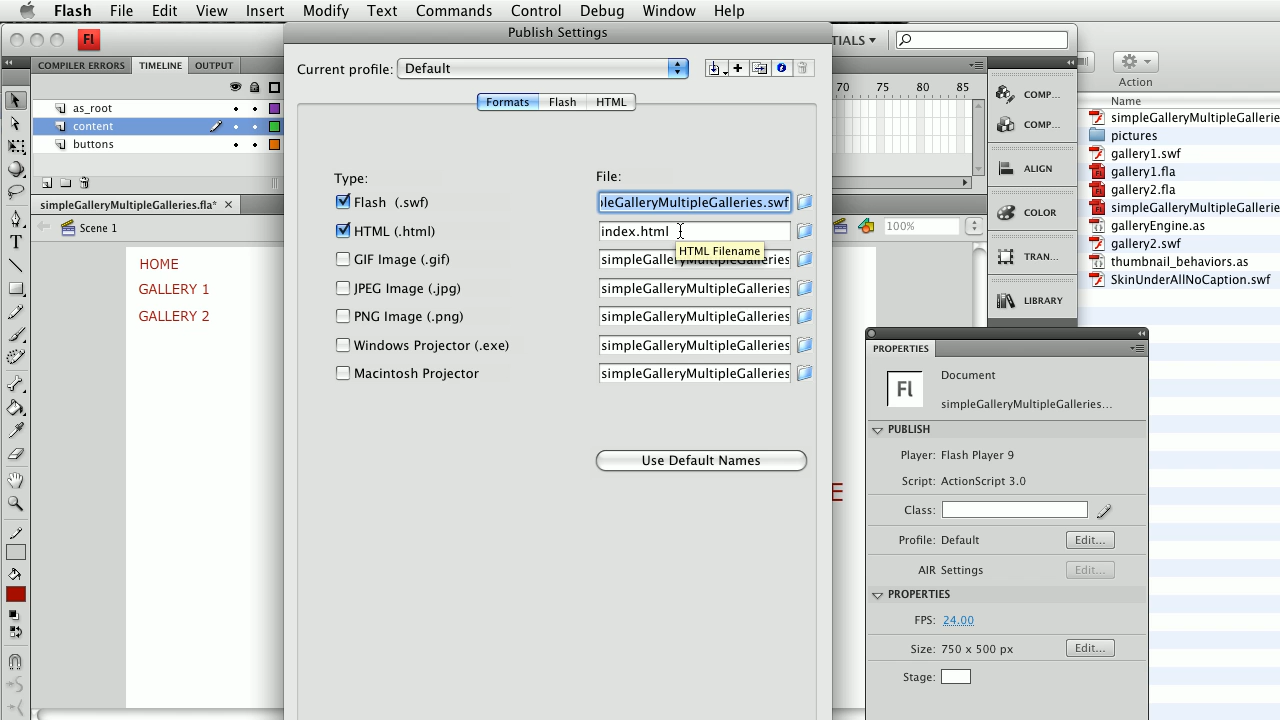 Flash File Edit View Insert Modify Text Commands Control Debug Window Help
Publish Settings
Fl
TIALS
Current profile: Default
Action
COMPILER ERRORS TIMELINE OUTPUT
Formats Flash HTML
70 75 80 85
COMP...
Name
as_root
content
buttons
COMP...
ALIGN
COLOR
TRAN...
LIBRARY
simpleGalleryMultipleGallerie
pictures
gallery1.swf
gallery1.fla
gallery2.fla
simpleGalleryMultipleGallerie
galleryEngine.as
gallery2.swf
thumbnail_behaviors.as
SkinUnderAllNoCaption.swf
simpleGalleryMultipleGalleries.fla*
Scene 1
100%
HOME
GALLERY 1
GALLERY 2
Type: File:
Flash (.swf) leGalleryMultipleGalleries.swf
HTML (.html) index.html
HTML Filename
GIF Image (.gif) simpleGalleryMultipleGalleries
JPEG Image (.jpg) simpleGalleryMultipleGalleries
PNG Image (.png) simpleGalleryMultipleGalleries
Windows Projector (.exe) simpleGalleryMultipleGalleries
Macintosh Projector simpleGalleryMultipleGalleries
Use Default Names
E
PROPERTIES
Fl
Document
simpleGalleryMultipleGalleries...
PUBLISH
Player: Flash Player 9
Script: ActionScript 3.0
Class:
Profile: Default Edit...
AIR Settings Edit...
PROPERTIES
FPS: 24.00
Size: 750 x 500 px Edit...
Stage:
T